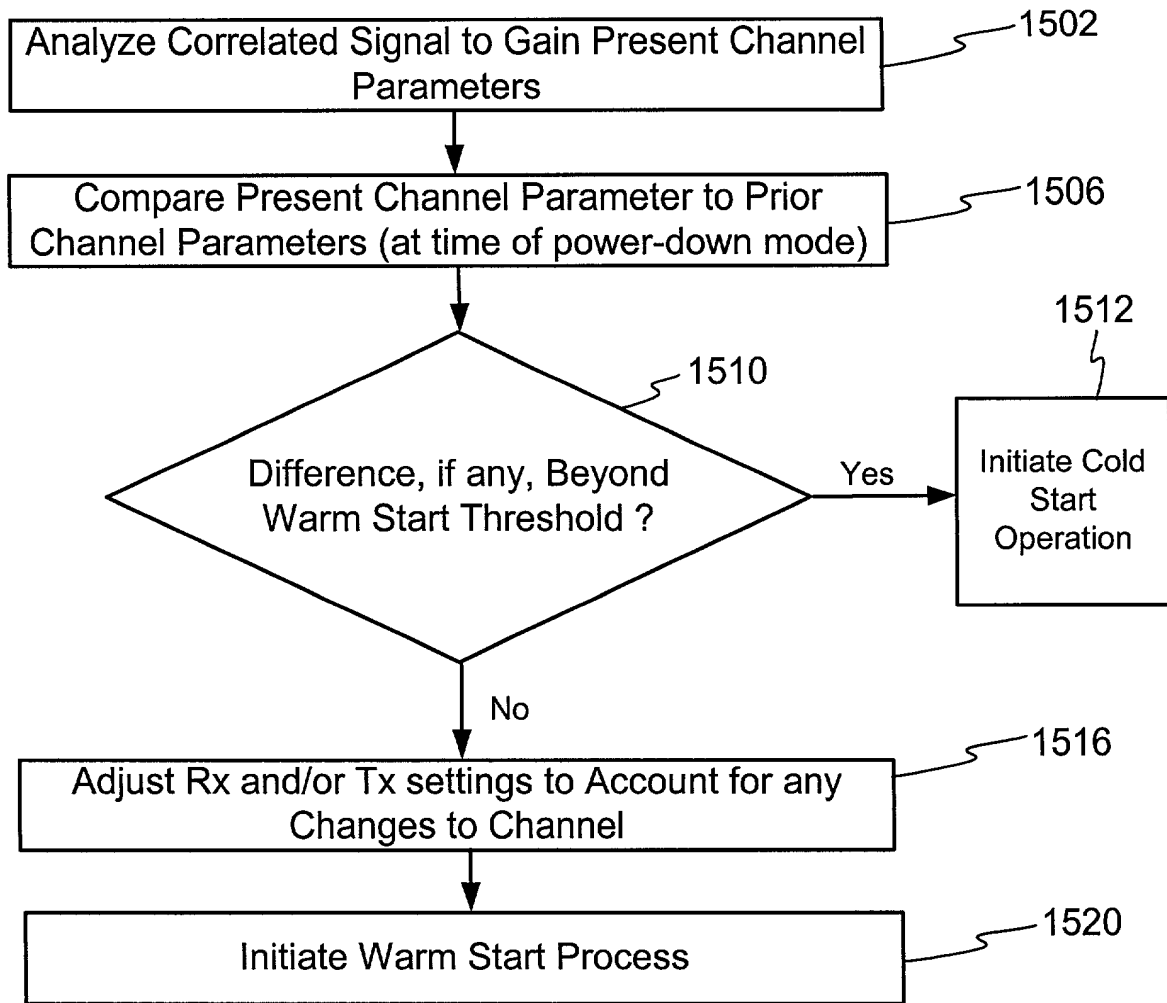 1502
Analyze Correlated Signal to Gain Present Channel
Parameters
1506
Compare Present Channel Parameter to Prior
Channel Parameters (at time of power-down mode)
1510
Difference, if any, Beyond
Warm Start Threshold ?
Yes
1512
Initiate Cold
Start
Operation
No
1516
Adjust Rx and/or Tx settings to Account for any
Changes to Channel
1520
Initiate Warm Start Process